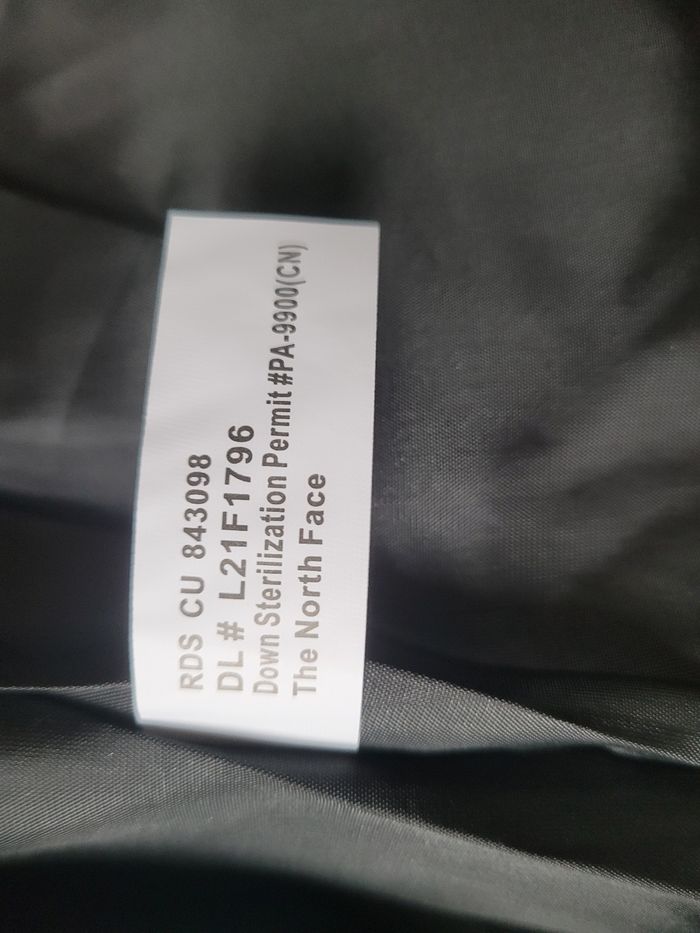 RDS CU 843098
DL # L21F1796
Down Sterilization Permit #PA-9900(CN)
The North Face